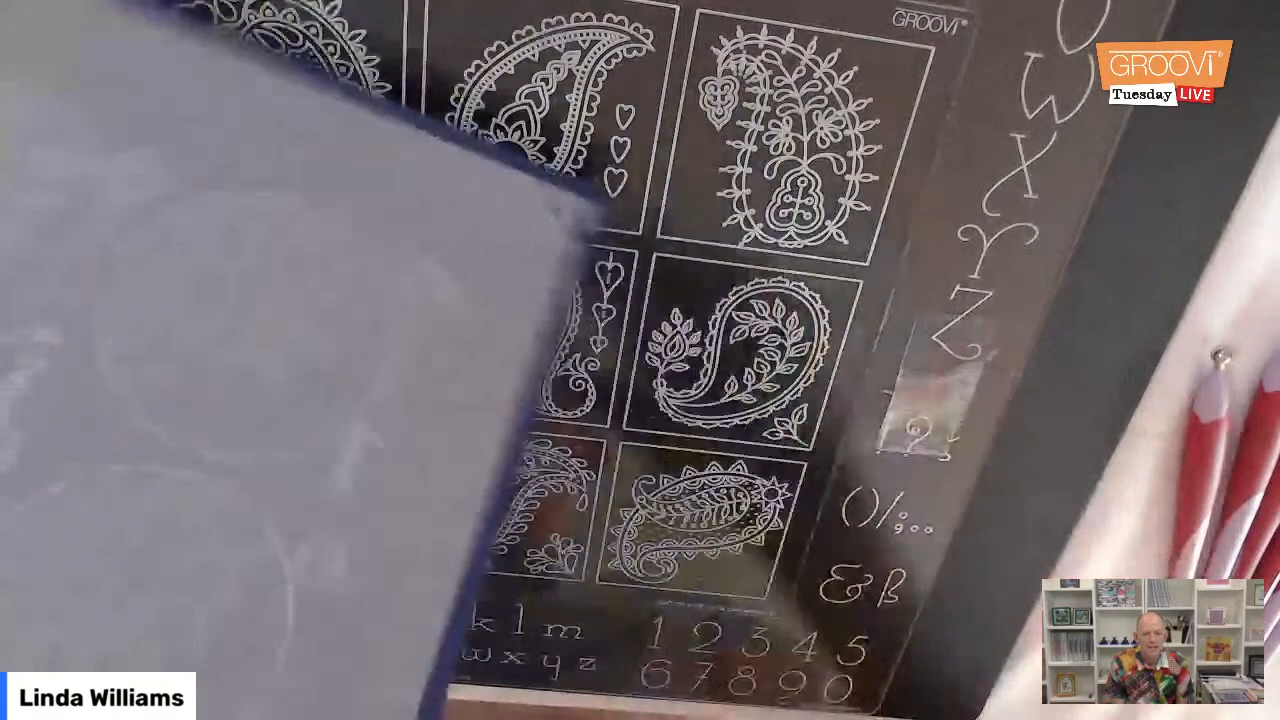 GROOVI®
GROOVI®
Tuesday LIVE
W
X
Y
Z
?
()/;:..
& ß
k l m
w x y z
1 2 3 4 5
6 7 8 9 0
Linda Williams